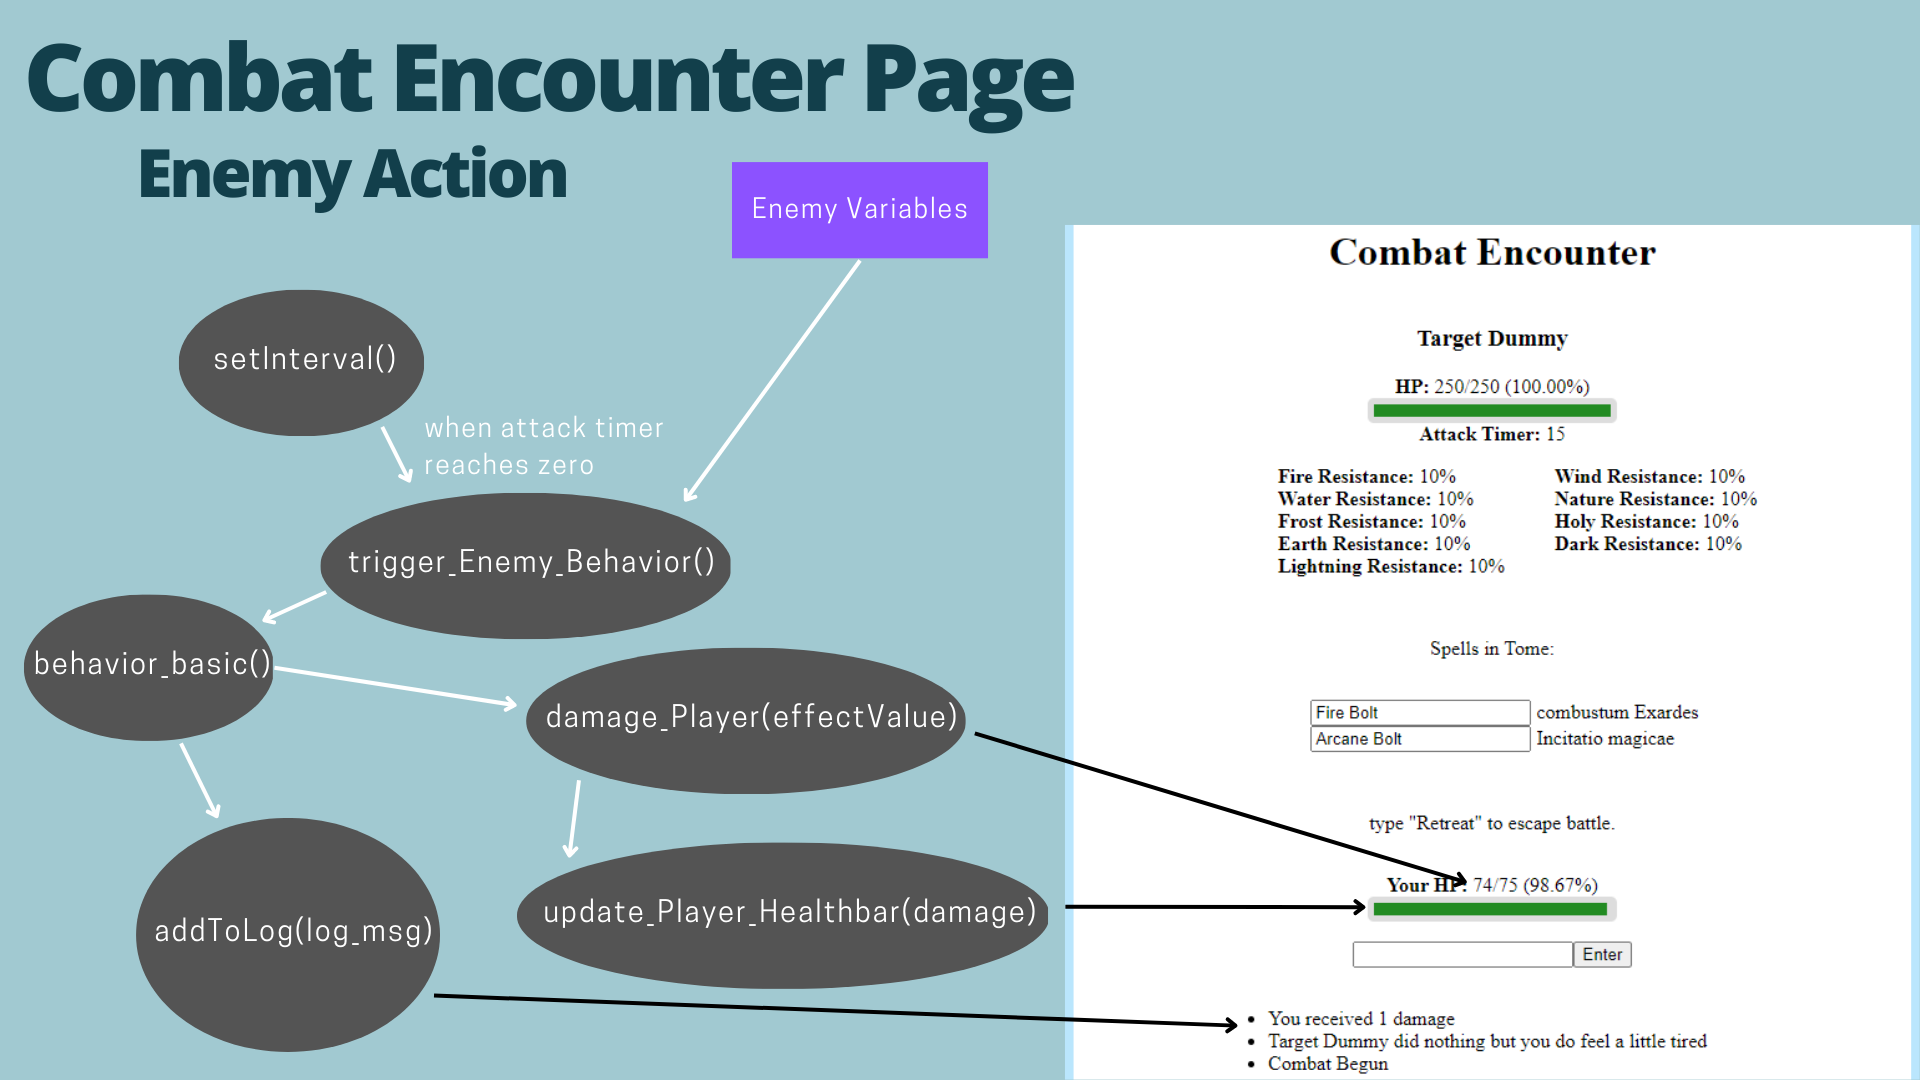 Combat Encounter Page
Enemy Action
Enemy Variables
setInterval()
when attack timer
reaches zero
trigger_Enemy_Behavior()
behavior_basic()
damage_Player(effectValue)
addToLog(log_msg)
update_Player_Healthbar(damage)
Combat Encounter
Target Dummy
HP: 250/250 (100.00%)
Attack Timer: 15
Fire Resistance: 10%
Water Resistance: 10%
Frost Resistance: 10%
Earth Resistance: 10%
Lightning Resistance: 10%
Wind Resistance: 10%
Nature Resistance: 10%
Holy Resistance: 10%
Dark Resistance: 10%
Spells in Tome:
Fire Bolt combustum Exardes
Arcane Bolt Incitatio magicae
type "Retreat" to escape battle.
Your HP: 74/75 (98.67%)
Enter
• You received 1 damage
• Target Dummy did nothing but you do feel a little tired
• Combat Begun